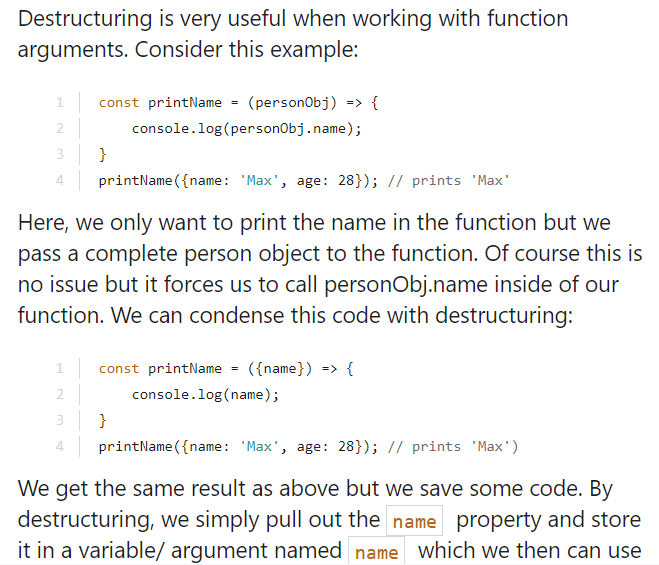 Destructuring is very useful when working with function
arguments. Consider this example:
1 const printName = (personObj) => {
2 console.log(personObj.name);
3 }
4 printName({name: 'Max', age: 28}); // prints 'Max'
Here, we only want to print the name in the function but we
pass a complete person object to the function. Of course this is
no issue but it forces us to call personObj.name inside of our
function. We can condense this code with destructuring:
1 const printName = ({name}) => {
2 console.log(name);
3 }
4 printName({name: 'Max', age: 28}); // prints 'Max')
We get the same result as above but we save some code. By
destructuring, we simply pull out the name property and store
it in a variable/ argument named name which we then can use